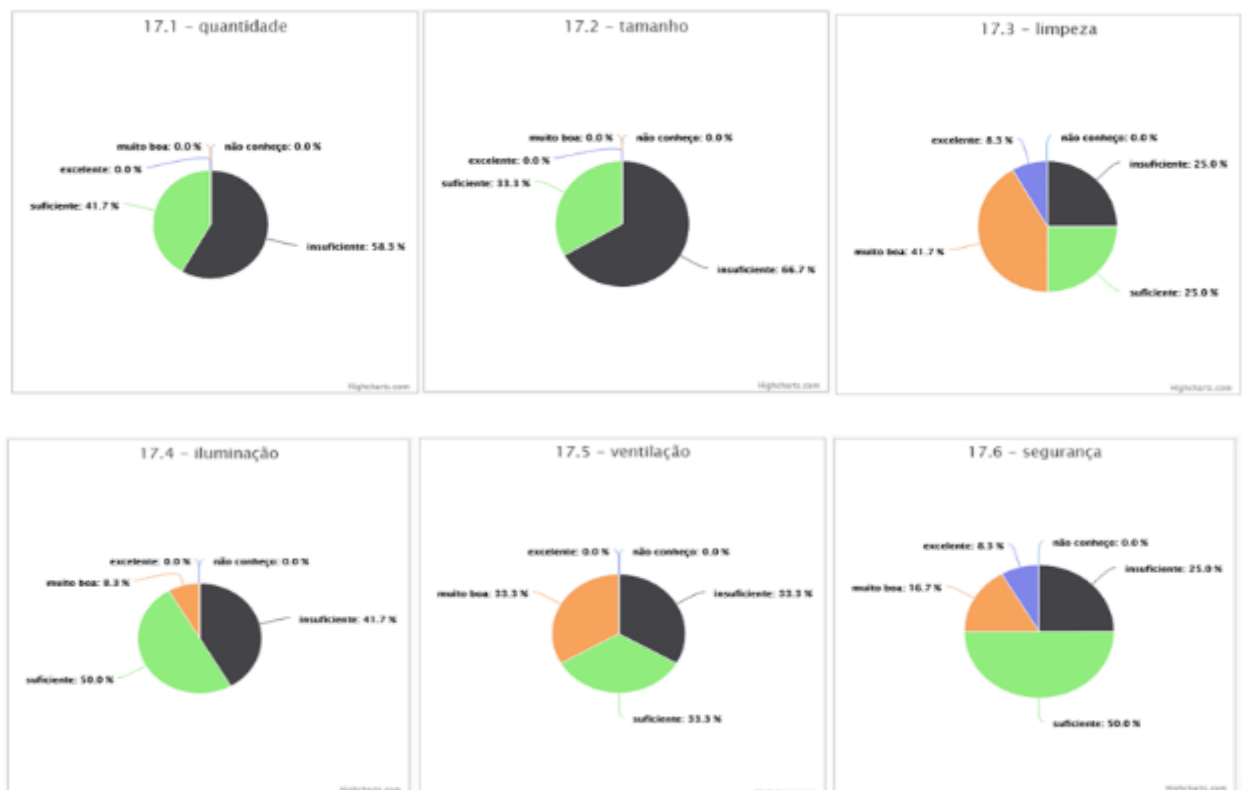 17.1 - quantidade
muito boa: 0.0 %
não conheço: 0.0 %
excelente: 0.0 %
suficiente: 41.7 %
insuficiente: 58.3 %
Highcharts.com
17.2 - tamanho
muito boa: 0.0 %
não conheço: 0.0 %
excelente: 0.0 %
suficiente: 33.3 %
insuficiente: 66.7 %
Highcharts.com
17.3 - limpeza
excelente: 8.3 %
não conheço: 0.0 %
insuficiente: 25.0 %
muito boa: 41.7 %
suficiente: 25.0 %
Highcharts.com
17.4 - iluminação
excelente: 0.0 %
não conheço: 0.0 %
muito boa: 8.3 %
insuficiente: 41.7 %
suficiente: 50.0 %
Highcharts.com
17.5 - ventilação
excelente: 0.0 %
não conheço: 0.0 %
muito boa: 33.3 %
insuficiente: 33.3 %
suficiente: 33.3 %
Highcharts.com
17.6 - segurança
excelente: 8.3 %
não conheço: 0.0 %
insuficiente: 25.0 %
muito boa: 16.7 %
suficiente: 50.0 %
Highcharts.com